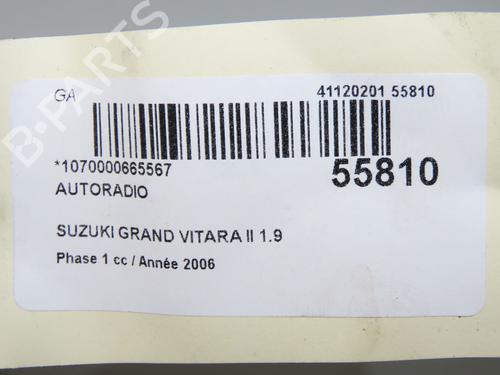 B-PARTS
GA
41120201 55810
*1070000665567
55810
AUTORADIO
SUZUKI GRAND VITARA II 1.9
Phase 1 cc / Année 2006